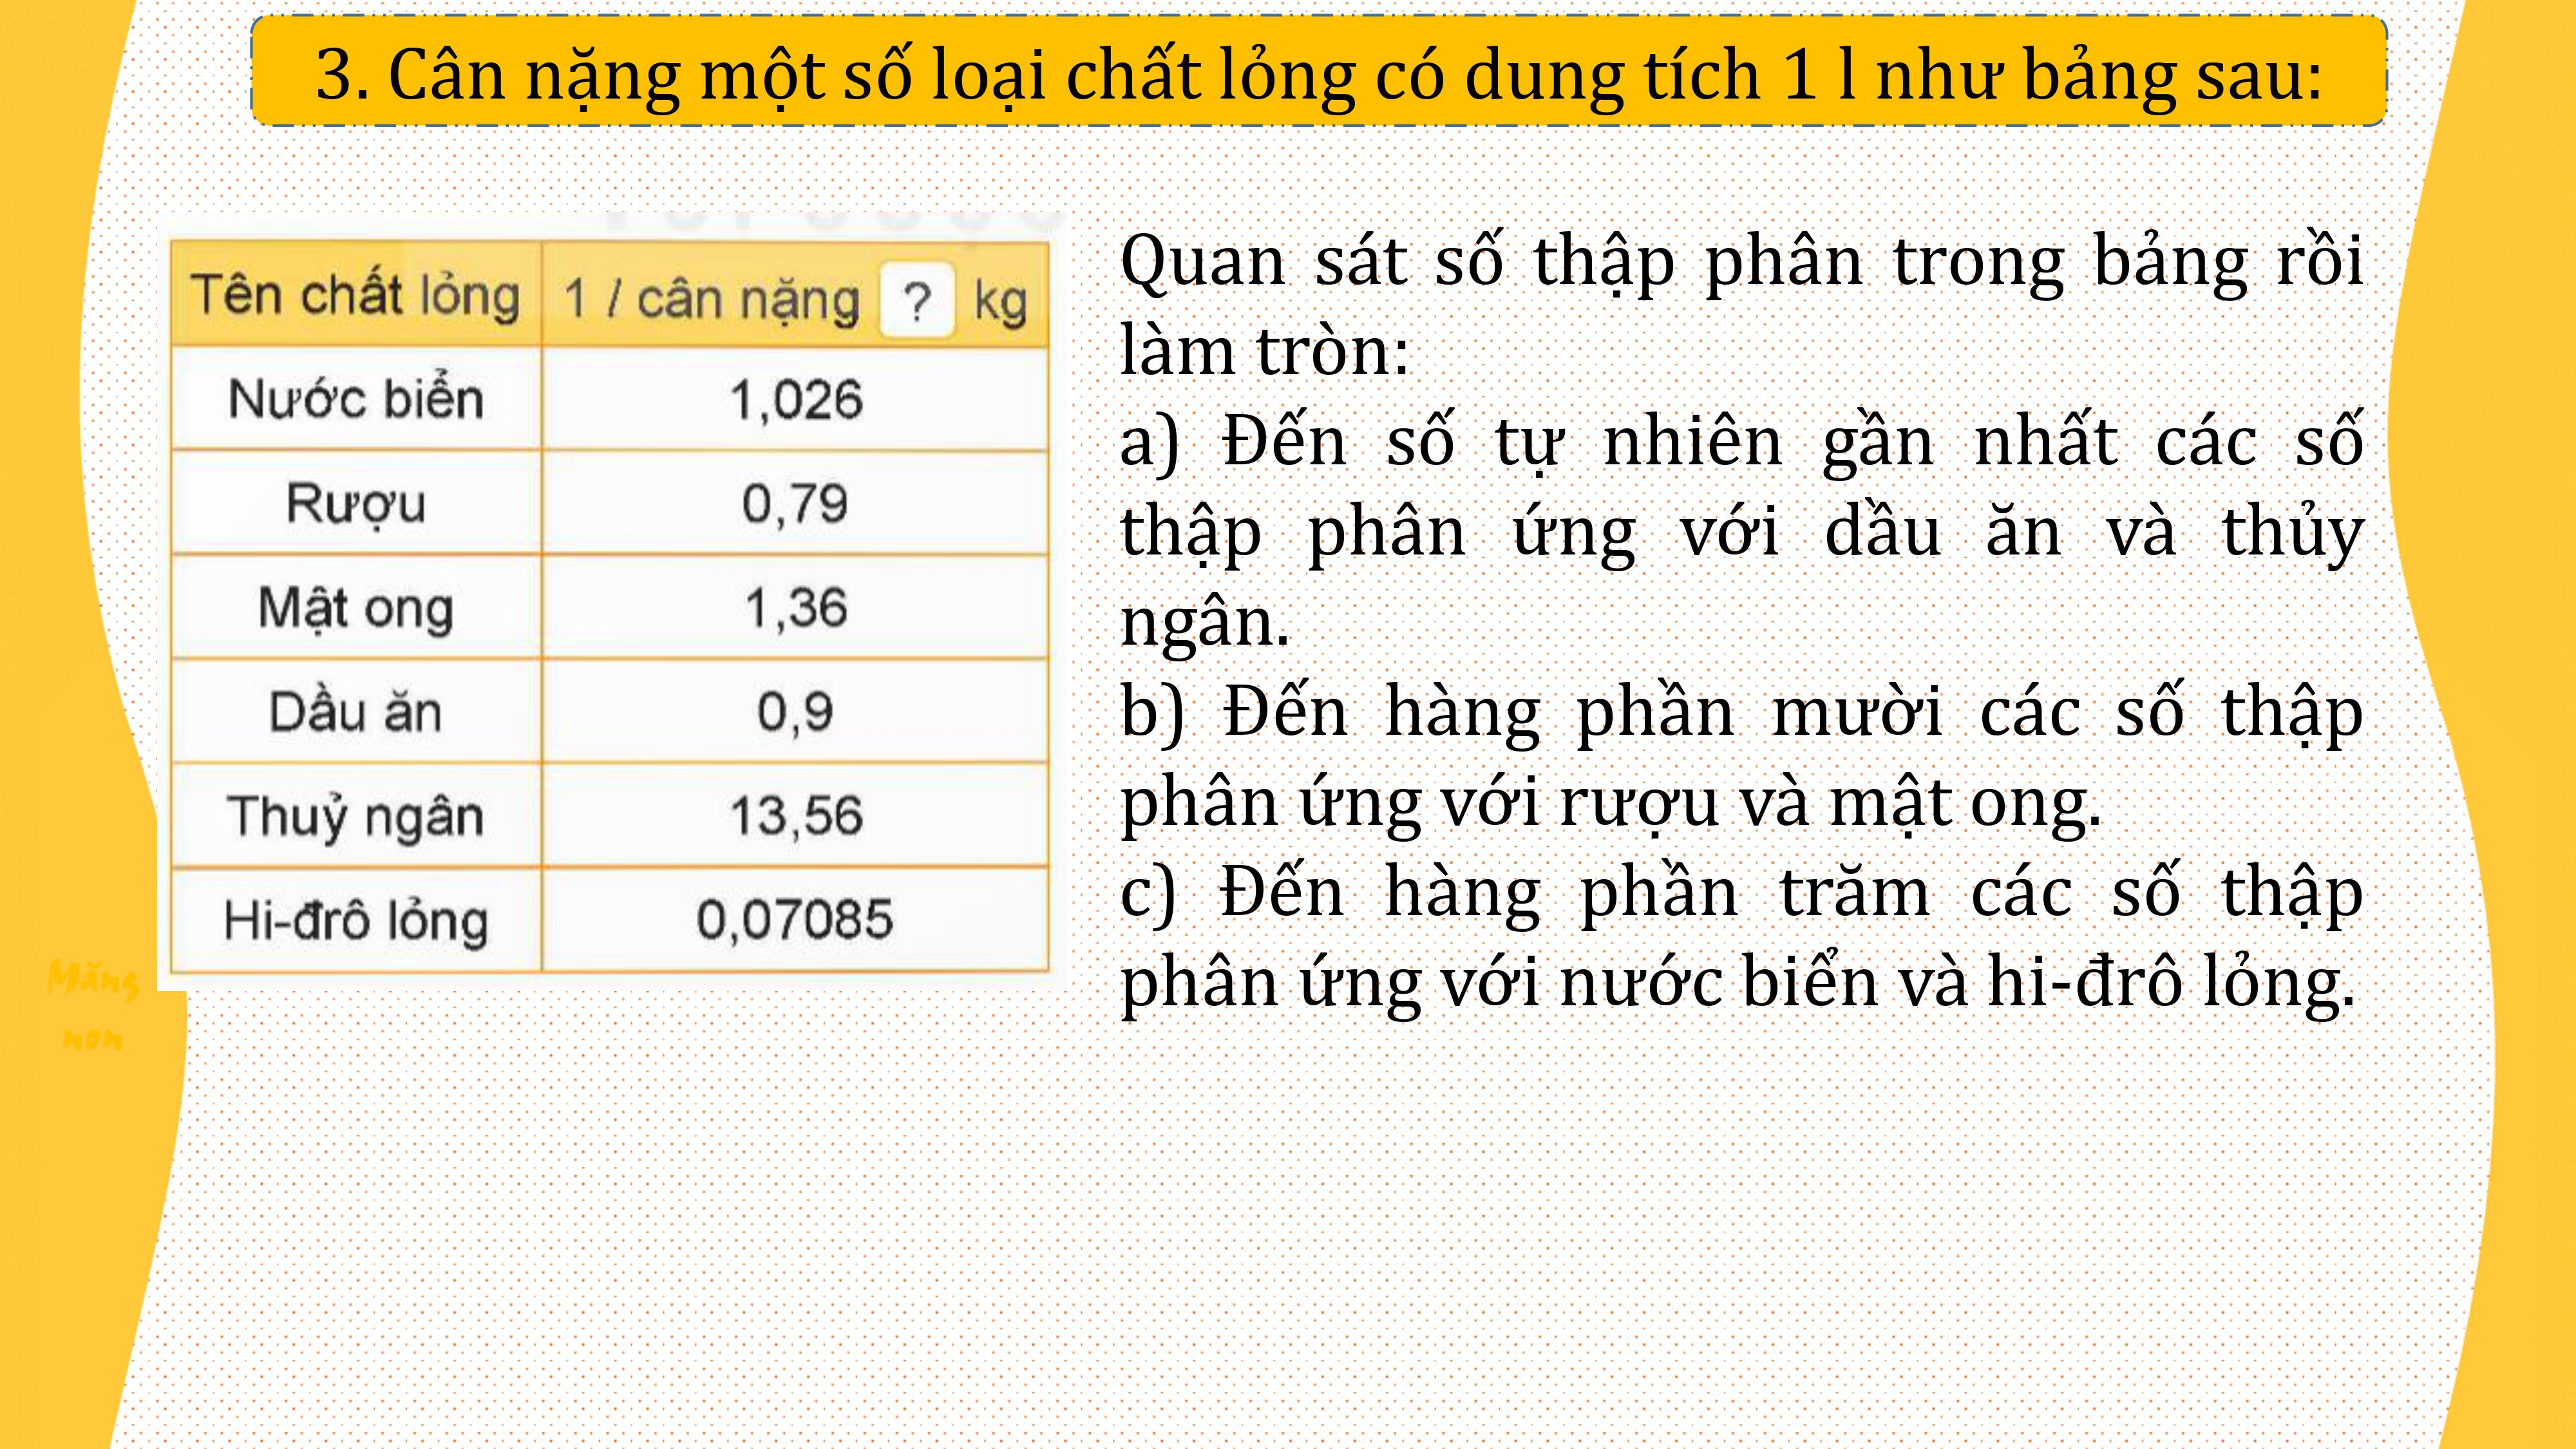 3. Cân nặng một số loại chất lỏng có dung tích 1 l như bảng sau:
Tên chất lỏng 1 l cân nặng ? kg
Nước biển 1,026
Rượu 0,79
Mật ong 1,36
Dầu ăn 0,9
Thuỷ ngân 13,56
Hi-đrô lỏng 0,07085
Quan sát số thập phân trong bảng rồi
làm tròn:
a) Đến số tự nhiên gần nhất các số
thập phân ứng với dầu ăn và thủy
ngân.
b) Đến hàng phần mười các số thập
phân ứng với rượu và mật ong.
c) Đến hàng phần trăm các số thập
phân ứng với nước biển và hi-đrô lỏng.
Măng
non